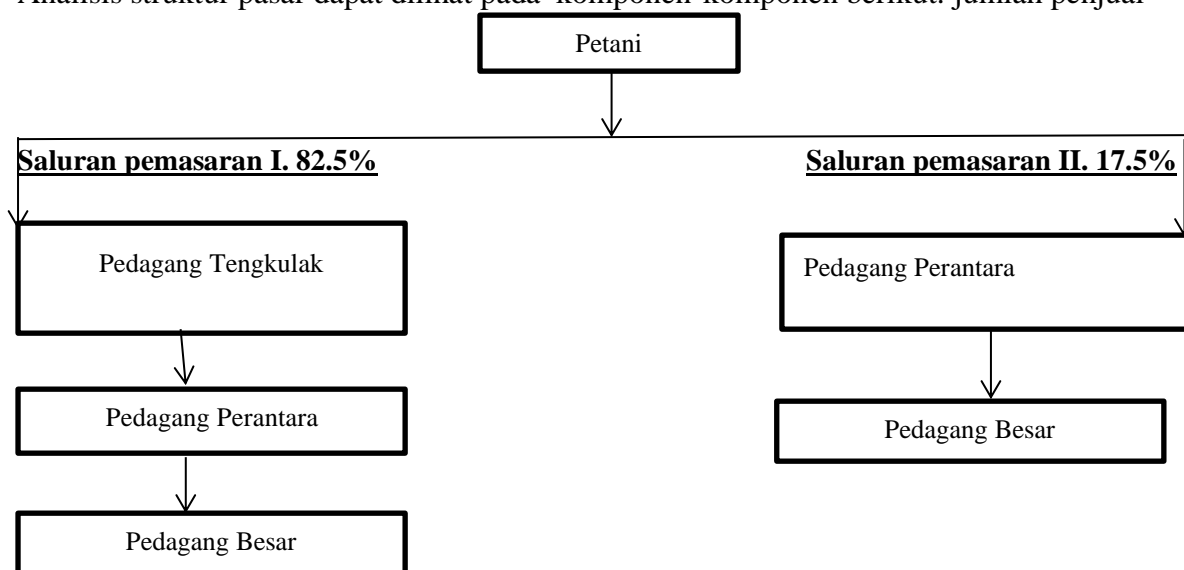 Analisis struktur pasar dapat dilihat pada komponen-komponen berikut: jumlah penjual
Petani
Saluran pemasaran I. 82.5%
Saluran pemasaran II. 17.5%
Pedagang Tengkulak
Pedagang Perantara
Pedagang Perantara
Pedagang Besar
Pedagang Besar